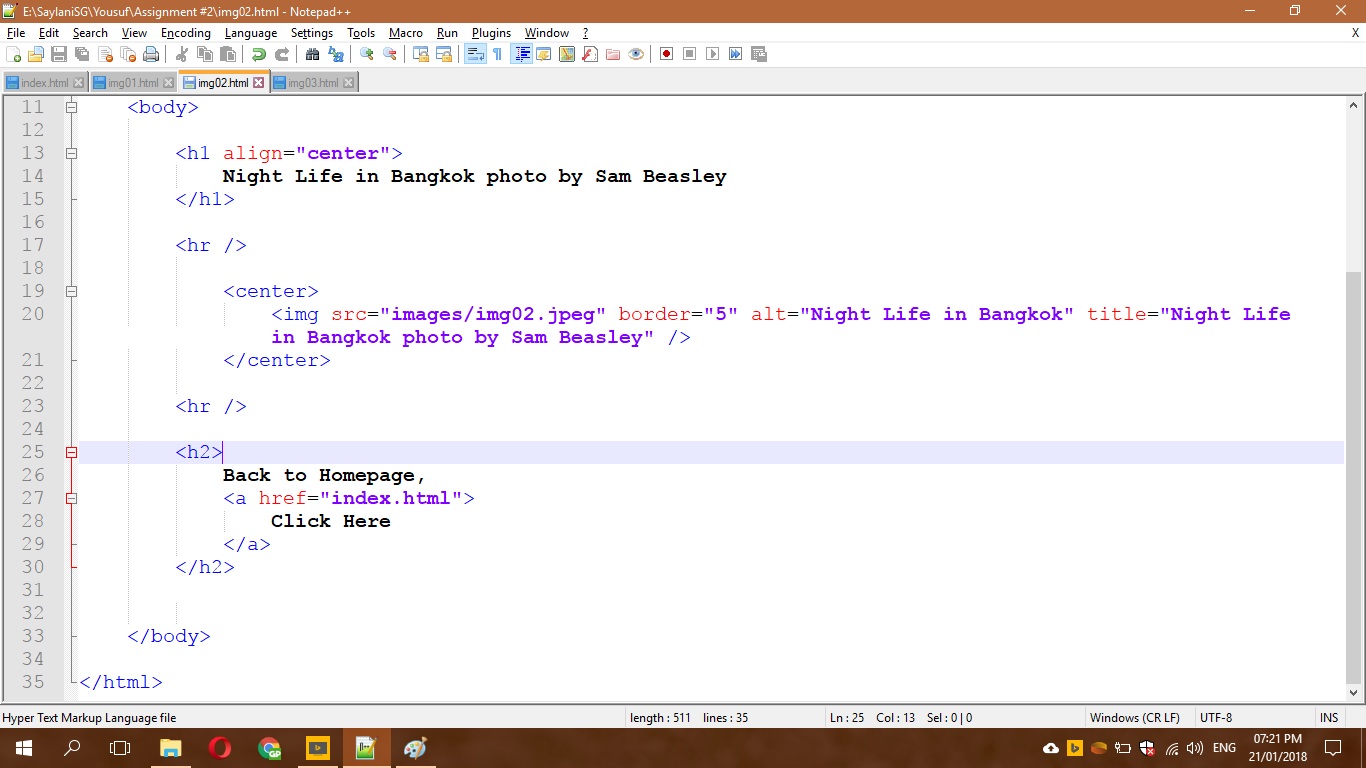 E:\SaylaniSG\Yousuf\Assignment #2\img02.html - Notepad++
File Edit Search View Encoding Language Settings Tools Macro Run Plugins Window ? X
index.html img01.html img02.html img03.html
11 <body>
12
13 <h1 align="center">
14 Night Life in Bangkok photo by Sam Beasley
15 </h1>
16
17 <hr />
18
19 <center>
20 <img src="images/img02.jpeg" border="5" alt="Night Life in Bangkok" title="Night Life
in Bangkok photo by Sam Beasley" />
21 </center>
22
23 <hr />
24
25 <h2>
26 Back to Homepage,
27 <a href="index.html">
28 Click Here
29 </a>
30 </h2>
31
32
33 </body>
34
35 </html>
Hyper Text Markup Language file length : 511 lines : 35 Ln : 25 Col : 13 Sel : 0 | 0 Windows (CR LF) UTF-8 INS
ENG 07:21 PM
21/01/2018